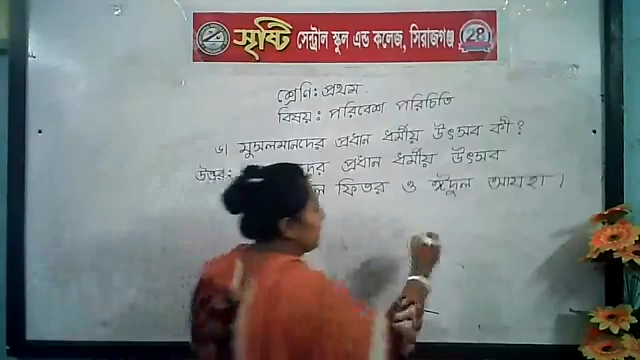 সৃষ্টি সেন্ট্রাল স্কুল এন্ড কলেজ, সিরাজগঞ্জ 28
শ্রেণি: প্রথম
বিষয়: পরিবেশ পরিচিতি
৬। মুসলমানদের প্রধান ধর্মীয় উৎসব কী?
উত্তর: দের প্রধান ধর্মীয় উৎসব
ল ফিতর ও ঈদুল আযহা।